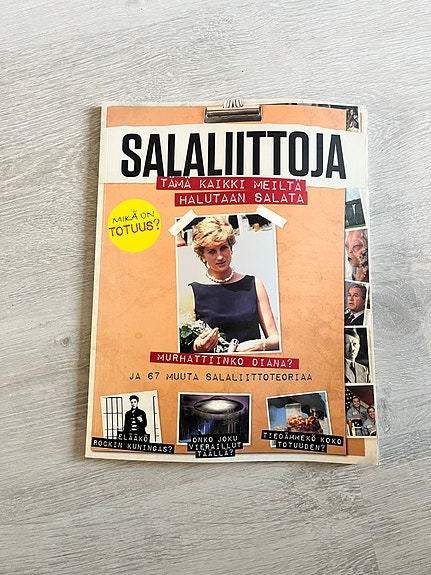 SALALIITTOJA
TÄMÄ KAIKKI MEILTÄ
HALUTAAN SALATA
MIKÄ ON
TOTUUS?
MURHATTIINKO DIANA?
JA 67 MUUTA SALALIITTOTEORIAA
ELÄÄKÖ
ROCKIN KUNINGAS?
ONKO JOKU
VIERAILLUT
TÄÄLLÄ?
TIEDÄMMEKÖ KOKO
TOTUUDEN?